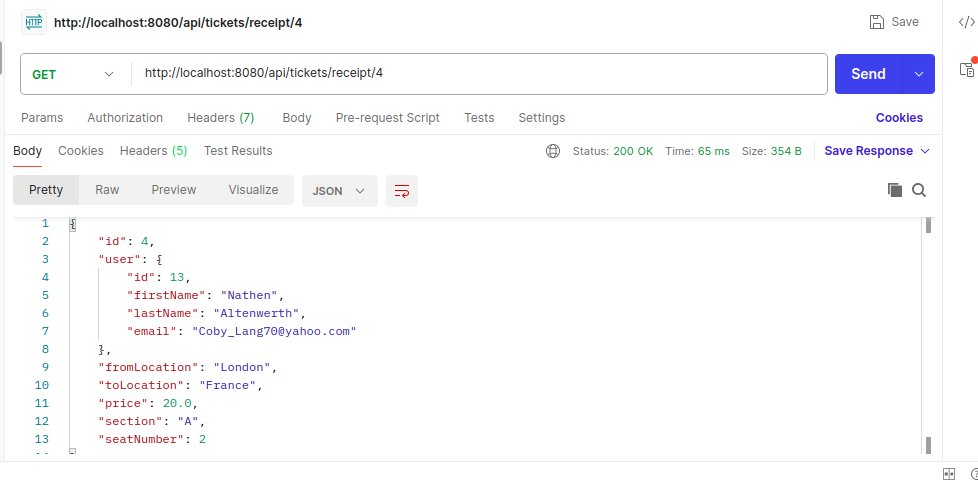 HTTP http://localhost:8080/api/tickets/receipt/4 Save </>
GET http://localhost:8080/api/tickets/receipt/4 Send
Params Authorization Headers (7) Body Pre-request Script Tests Settings Cookies
Body Cookies Headers (5) Test Results Status: 200 OK Time: 65 ms Size: 354 B Save Response
Pretty Raw Preview Visualize JSON
1 {
2 "id": 4,
3 "user": {
4 "id": 13,
5 "firstName": "Nathen",
6 "lastName": "Altenwerth",
7 "email": "Coby_Lang70@yahoo.com"
8 },
9 "fromLocation": "London",
10 "toLocation": "France",
11 "price": 20.0,
12 "section": "A",
13 "seatNumber": 2